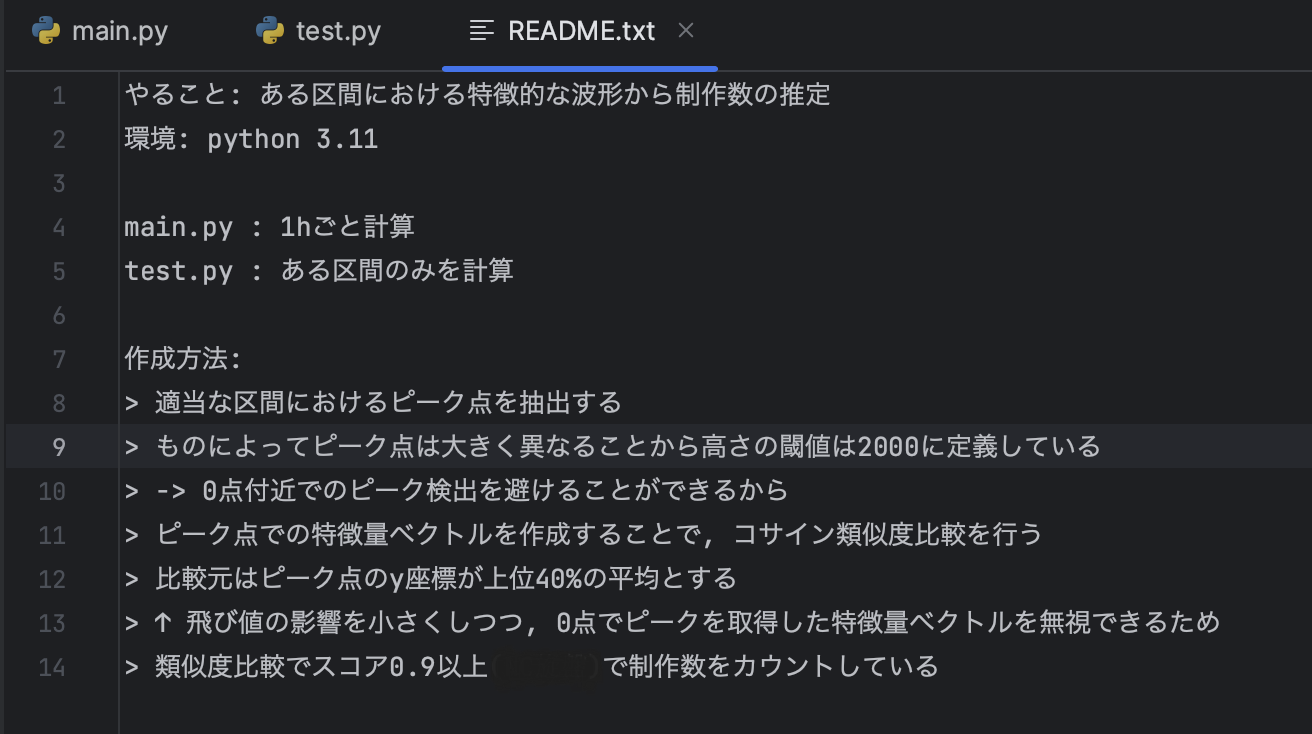 main.py test.py README.txt
1 やること: ある区間における特徴的な波形から制作数の推定
2 環境: python 3.11
3
4 main.py : 1hごと計算
5 test.py : ある区間のみを計算
6
7 作成方法:
8 > 適当な区間におけるピーク点を抽出する
9 > ものによってピーク点は大きく異なることから高さの閾値は2000に定義している
10 > -> 0点付近でのピーク検出を避けることができるから
11 > ピーク点での特徴量ベクトルを作成することで, コサイン類似度比較を行う
12 > 比較元はピーク点のy座標が上位40%の平均とする
13 > ↑ 飛び値の影響を小さくしつつ, 0点でピークを取得した特徴量ベクトルを無視できるため
14 > 類似度比較でスコア0.9以上で制作数をカウントしている